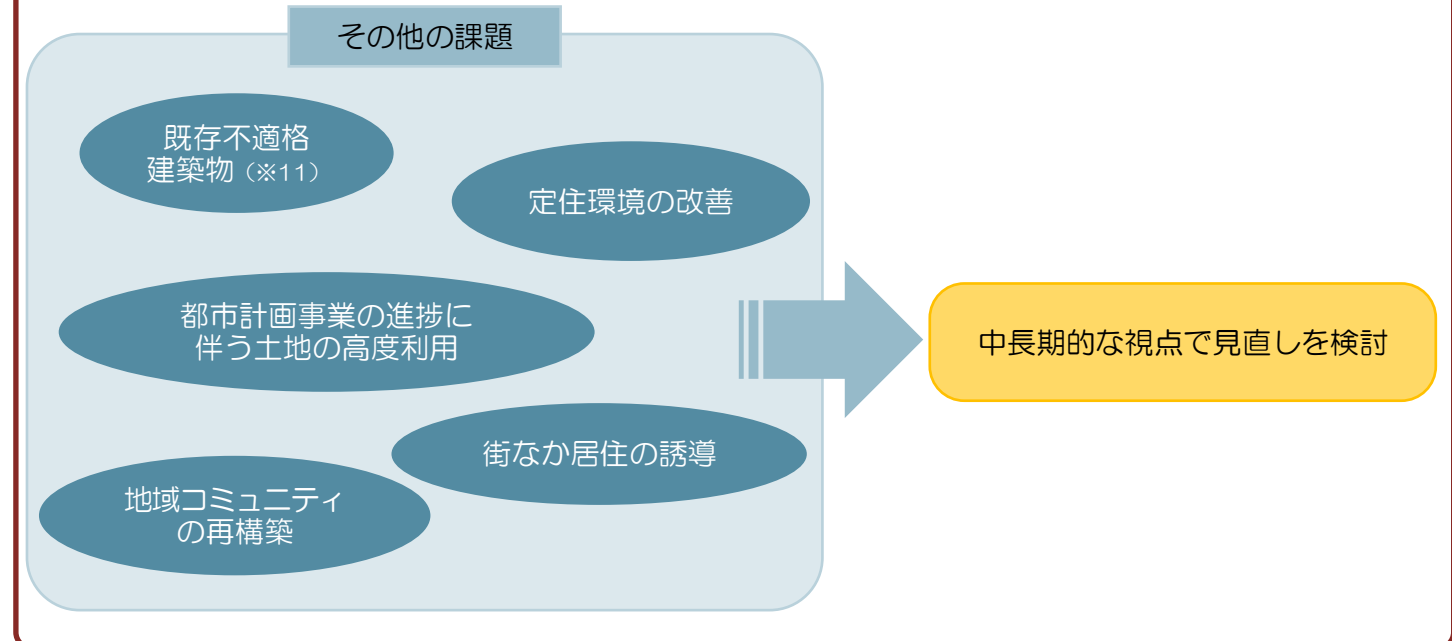 その他の課題
既存不適格
建築物（※11）
定住環境の改善
都市計画事業の進捗に
伴う土地の高度利用
街なか居住の誘導
地域コミュニティ
の再構築
中長期的な視点で見直しを検討